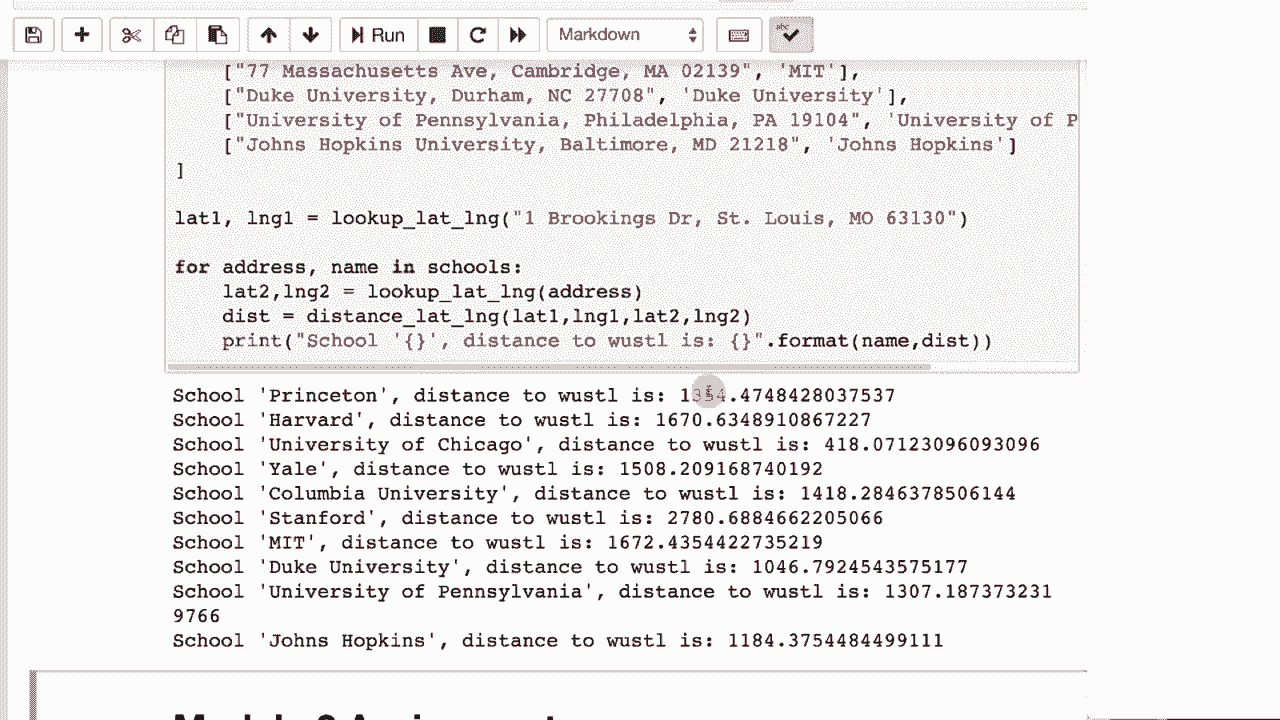 Run
Markdown
["77 Massachusetts Ave, Cambridge, MA 02139", 'MIT'],
["Duke University, Durham, NC 27708", 'Duke University'],
["University of Pennsylvania, Philadelphia, PA 19104", 'University of P
["Johns Hopkins University, Baltimore, MD 21218", 'Johns Hopkins']
]
lat1, lng1 = lookup_lat_lng("1 Brookings Dr, St. Louis, MO 63130")
for address, name in schools:
lat2,lng2 = lookup_lat_lng(address)
dist = distance_lat_lng(lat1,lng1,lat2,lng2)
print("School '{}', distance to wustl is: {}".format(name,dist))
School 'Princeton', distance to wustl is: 1354.4748428037537
School 'Harvard', distance to wustl is: 1670.6348910867227
School 'University of Chicago', distance to wustl is: 418.07123096093096
School 'Yale', distance to wustl is: 1508.209168740192
School 'Columbia University', distance to wustl is: 1418.2846378506144
School 'Stanford', distance to wustl is: 2780.6884662205066
School 'MIT', distance to wustl is: 1672.4354422735219
School 'Duke University', distance to wustl is: 1046.7924543575177
School 'University of Pennsylvania', distance to wustl is: 1307.187373231
9766
School 'Johns Hopkins', distance to wustl is: 1184.3754484499111